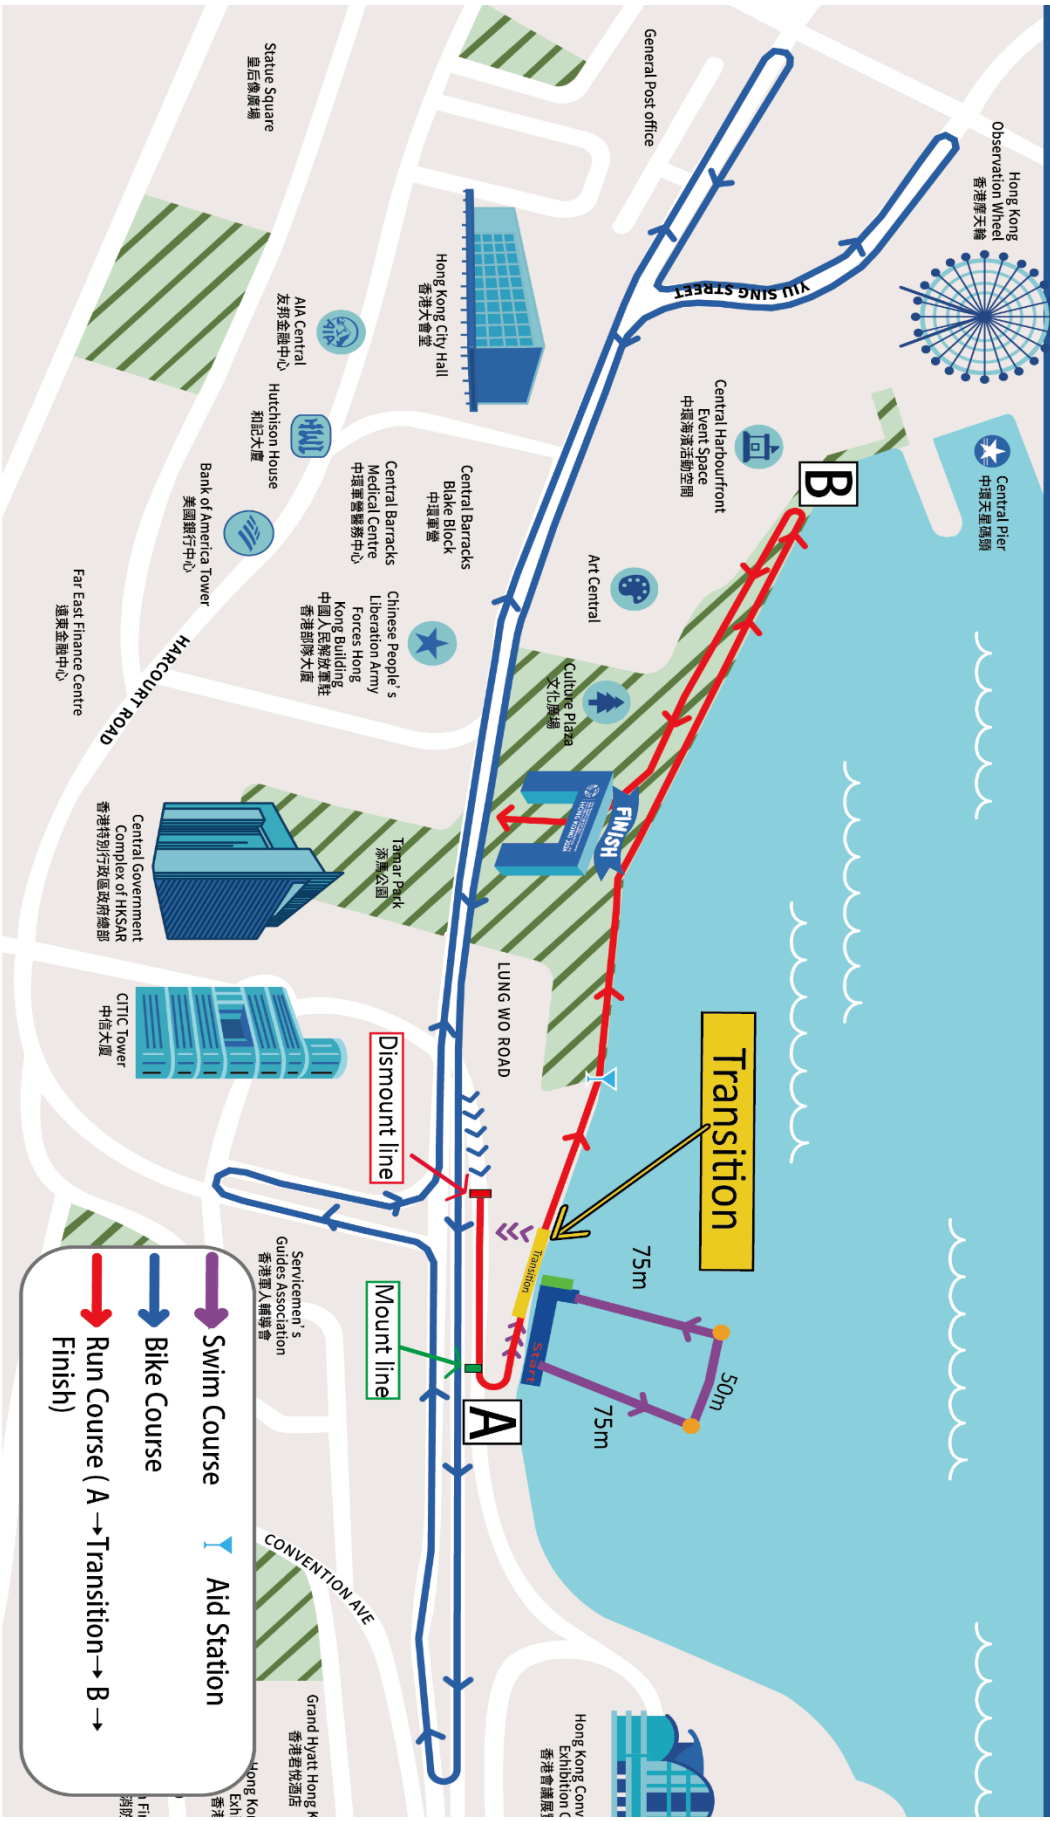 Statue Square
皇后像廣場
General Post office
Hong Kong
Observation Wheel
香港摩天輪
Hong Kong City Hall
香港大會堂
YIU SING STREET
AIA
AIA Central
友邦金融中心
Hutchison House
和記大廈
Central Harbourfront
Event Space
中環海濱活動空間
B
Central Pier
中環天星碼頭
Bank of America Tower
美國銀行中心
Central Barracks
Medical Centre
中環軍營醫務中心
Central Barracks
Blake Block
中環軍營
Art Central
Far East Finance Centre
遠東金融中心
HARCOURT ROAD
Chinese People's
Liberation Army
Forces Hong
Kong Building
中國人民解放軍駐
香港部隊大廈
Culture Plaza
文化廣場
FINISH
Central Government
Complex of HKSAR
香港特別行政區政府總部
Tamar Park
添馬公園
LUNG WO ROAD
CITIC Tower
中信大廈
Dismount line
Transition
Transition
75m
50m
75m
Start
Mount line
A
Servicemen's
Guides Association
香港軍人輔導會
CONVENTION AVE
Swim Course
Aid Station
Bike Course
Run Course ( A →Transition→ B →
Finish)
Grand Hyatt Hong K
香港君悅酒店
Hong Kong Conv
Exhibition C
香港會議展覽
Hong Ko
Exh
香港
n Fi
消防